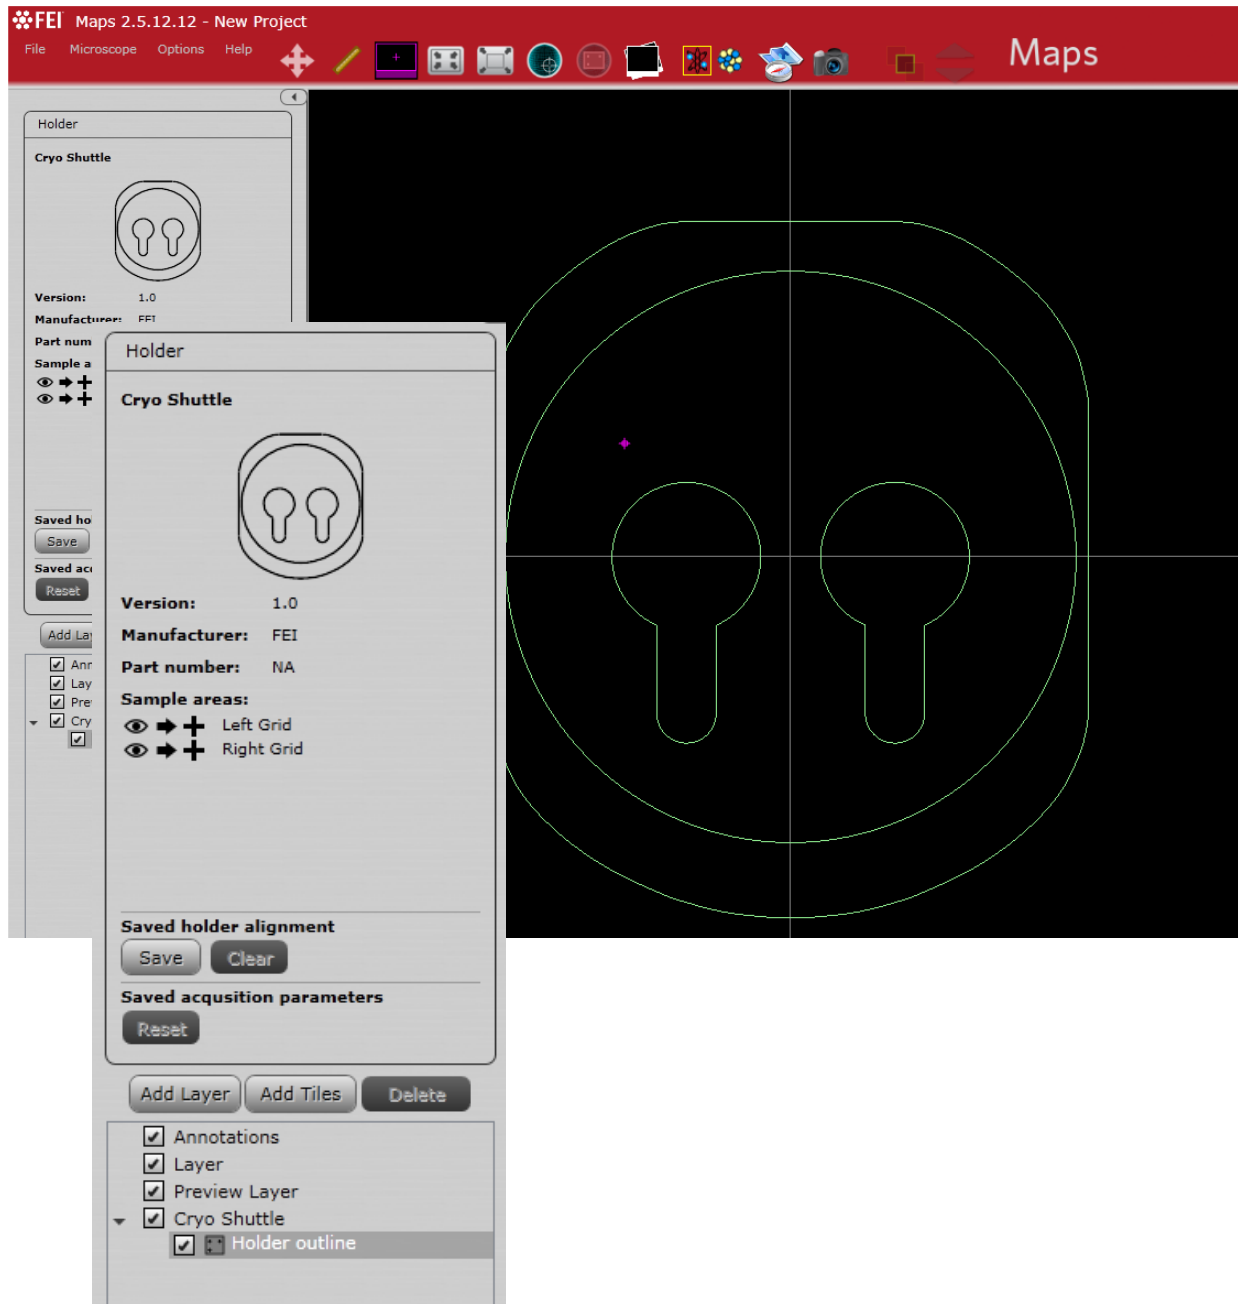 FEI Maps 2.5.12.12 - New Project
File Microscope Options Help
Maps
Holder
Cryo Shuttle
Version: 1.0
Manufacturer: FEI
Part num
Sample a
Saved ho
Save
Saved
Reset
Add
Cry
Holder
Cryo Shuttle
Version: 1.0
Manufacturer: FEI
Part number: NA
Sample areas:
Left Grid
Right Grid
Saved holder alignment
Save Clear
Saved acqusition parameters
Reset
Add Layer Add Tiles Delete
Annotations
Layer
Preview Layer
Cryo Shuttle
Holder outline